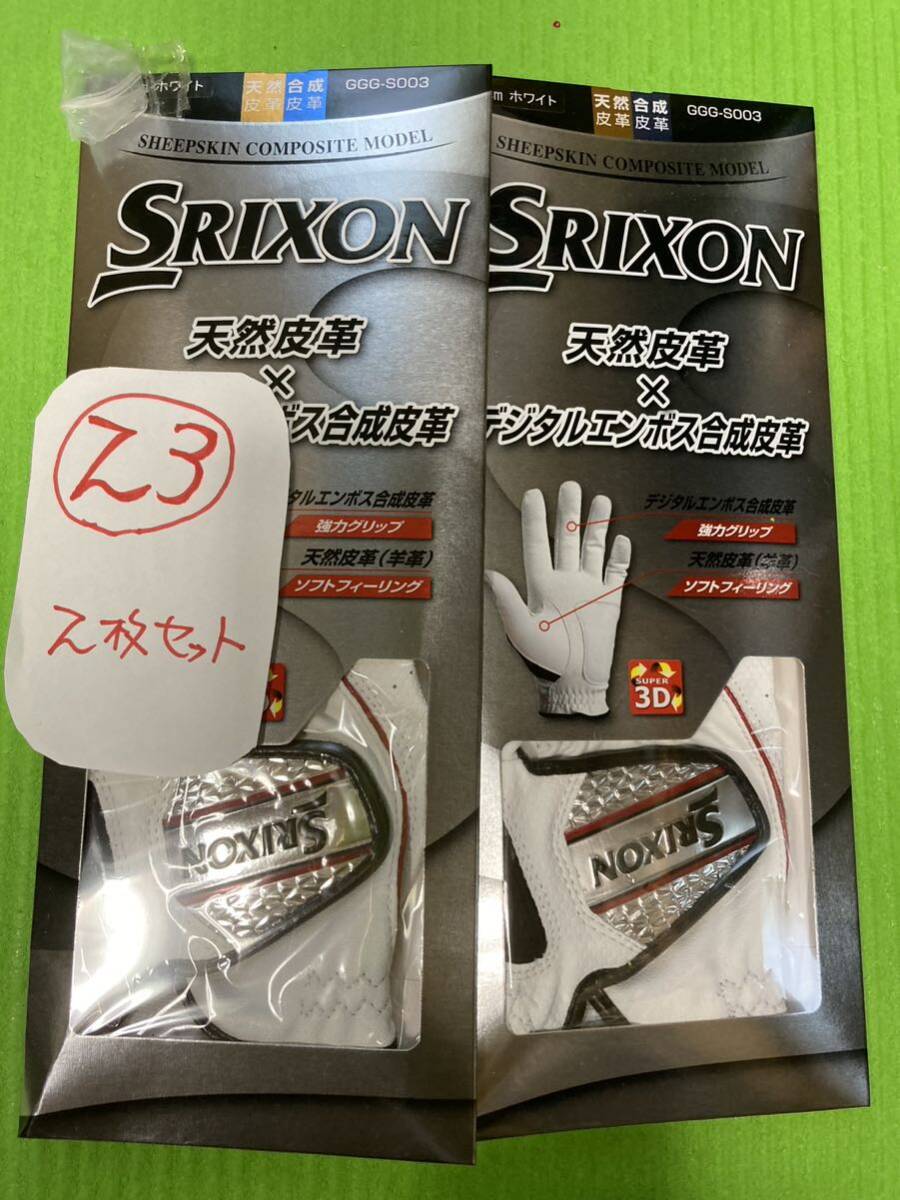 ホワイト
天然 合成
皮革 皮革
GGG-S003
SHEEPSKIN COMPOSITE MODEL
SRIXON
天然皮革
×
ボス合成皮革
タルエンボス合成皮革
強力グリップ
天然皮革(羊革)
ソフトフィーリング
SRIXON
23
2枚セット
m ホワイト
天然 合成
皮革 皮革
GGG-S003
SHEEPSKIN COMPOSITE MODEL
SRIXON
天然皮革
×
デジタルエンボス合成皮革
デジタルエンボス合成皮革
強力グリップ
天然皮革(羊革)
ソフトフィーリング
SUPER
3D
SRIXON